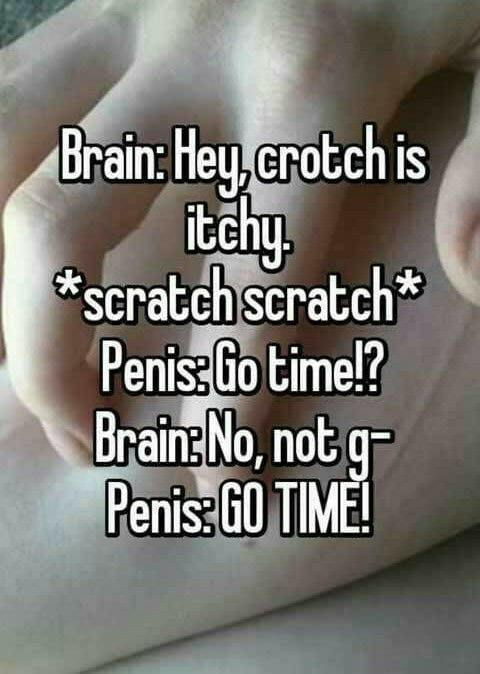 Brain: Hey, crotch is
itchy.
*scratch scratch*
Penis: Go time!?
Brain: No, not g-
Penis: GO TIME!